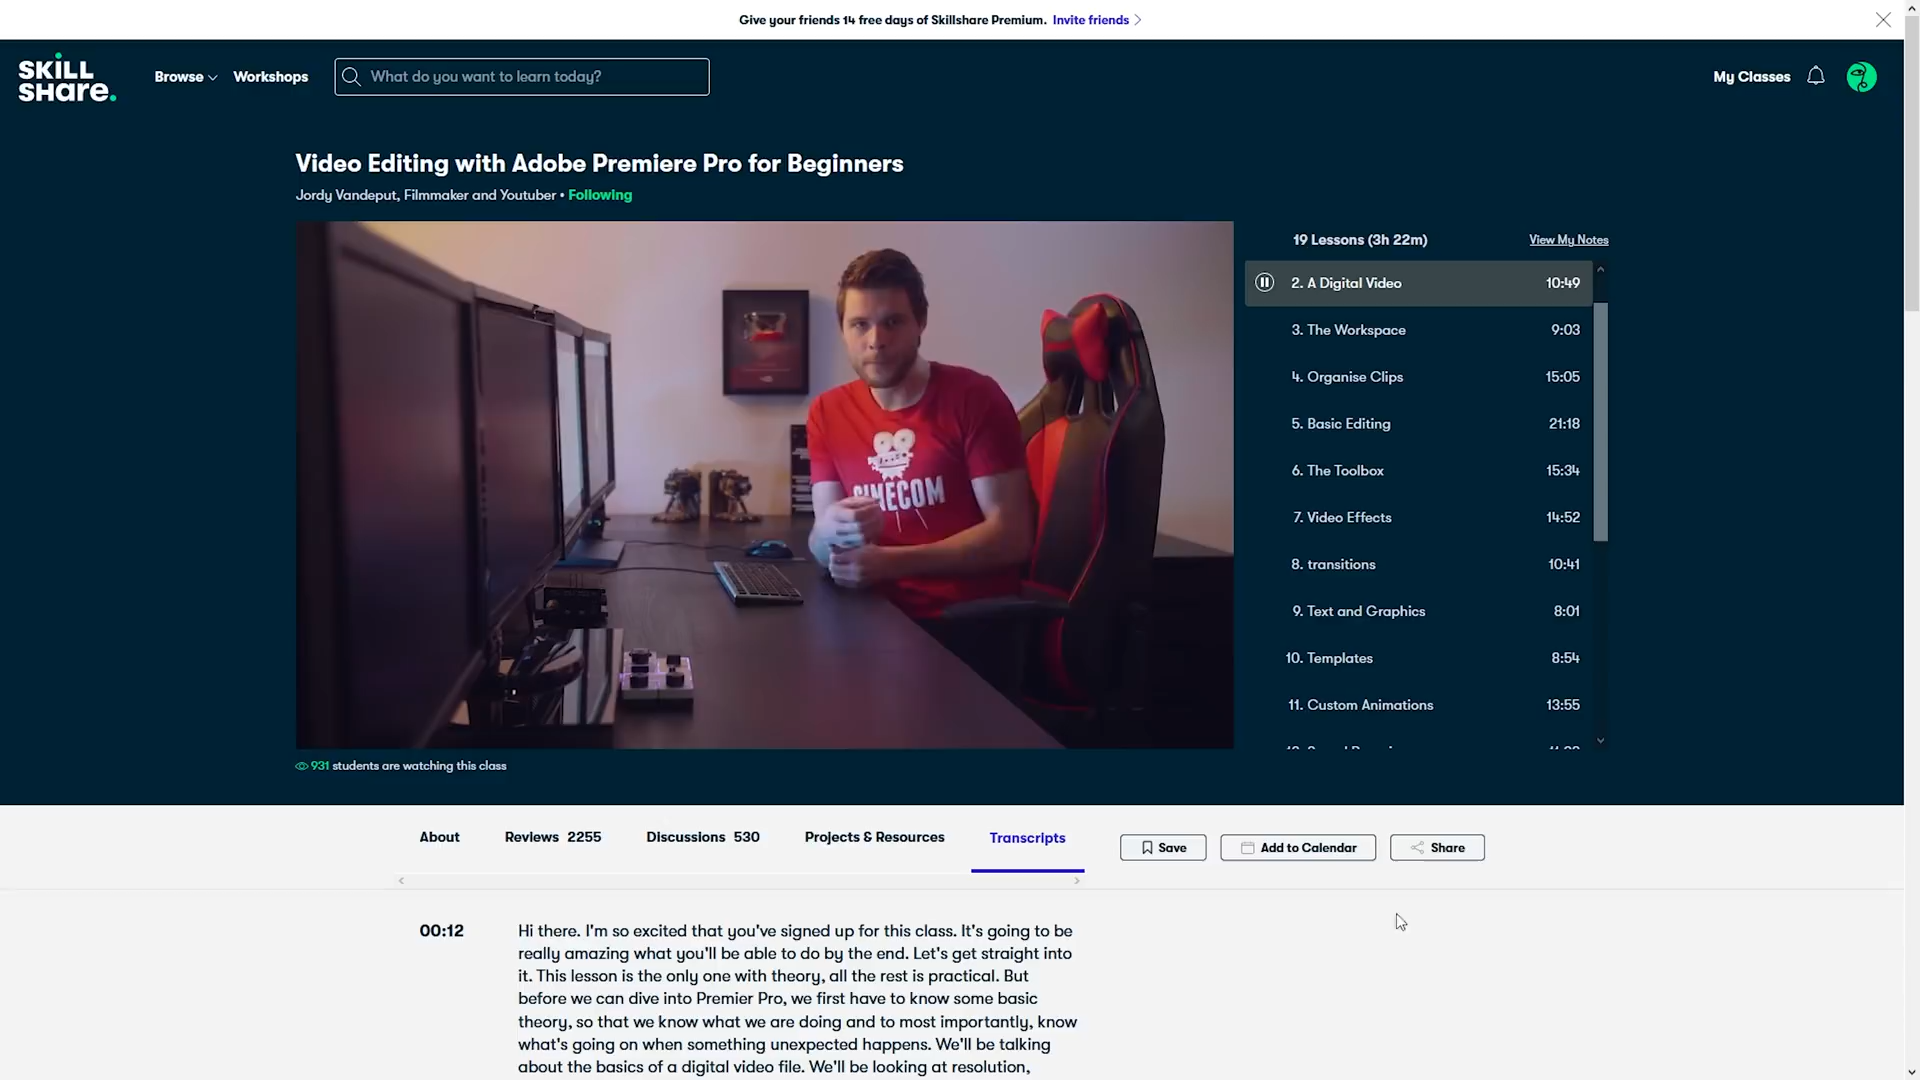 Give your friends 14 free days of Skillshare Premium. Invite friends
SKILL
SHare.
Browse
Workshops
What do you want to learn today?
My Classes
Video Editing with Adobe Premiere Pro for Beginners
Jordy Vandeput, Filmmaker and Youtuber • Following
19 Lessons (3h 22m)
View My Notes
2. A Digital Video 10:49
3. The Workspace 9:03
4. Organise Clips 15:05
5. Basic Editing 21:18
6. The Toolbox 15:34
7. Video Effects 14:52
8. transitions 10:41
9. Text and Graphics 8:01
10. Templates 8:54
11. Custom Animations 13:55
CINECOM
931 students are watching this class
About
Reviews 2255
Discussions 530
Projects & Resources
Transcripts
Save
Add to Calendar
Share
00:12
Hi there. I'm so excited that you've signed up for this class. It's going to be
really amazing what you'll be able to do by the end. Let's get straight into
it. This lesson is the only one with theory, all the rest is practical. But
before we can dive into Premier Pro, we first have to know some basic
theory, so that we know what we are doing and to most importantly, know
what's going on when something unexpected happens. We'll be talking
about the basics of a digital video file. We'll be looking at resolution,